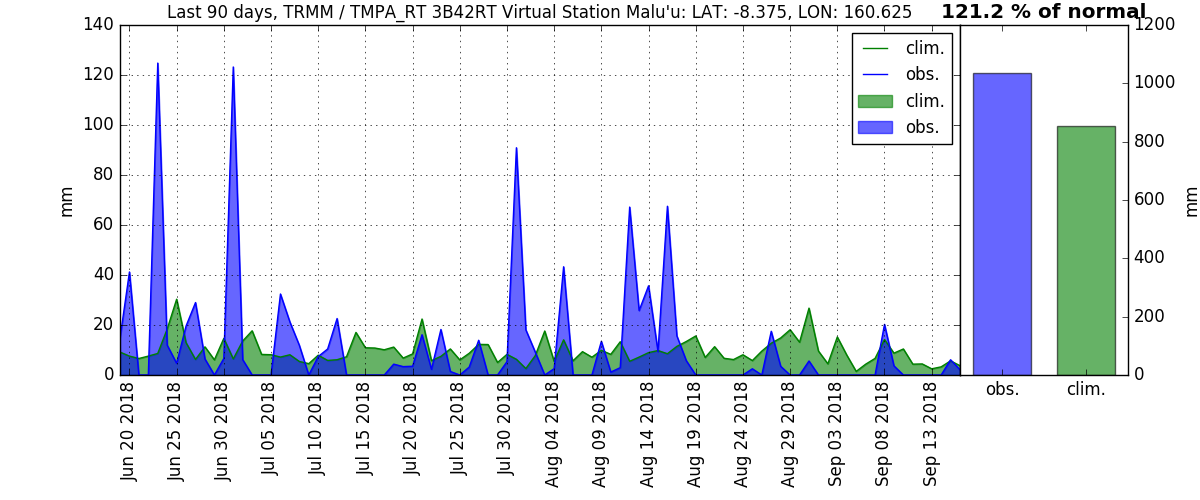 Last 90 days, TRMM / TMPA_RT 3B42RT Virtual Station Malu'u: LAT: -8.375, LON: 160.625
121.2 % of normal
140
120
100
80
60
40
20
0
mm
clim.
obs.
clim.
obs.
Jun 20 2018
Jun 25 2018
Jun 30 2018
Jul 05 2018
Jul 10 2018
Jul 15 2018
Jul 20 2018
Jul 25 2018
Jul 30 2018
Aug 04 2018
Aug 09 2018
Aug 14 2018
Aug 19 2018
Aug 24 2018
Aug 29 2018
Sep 03 2018
Sep 08 2018
Sep 13 2018
1200
1000
800
600
400
200
0
mm
obs.
clim.